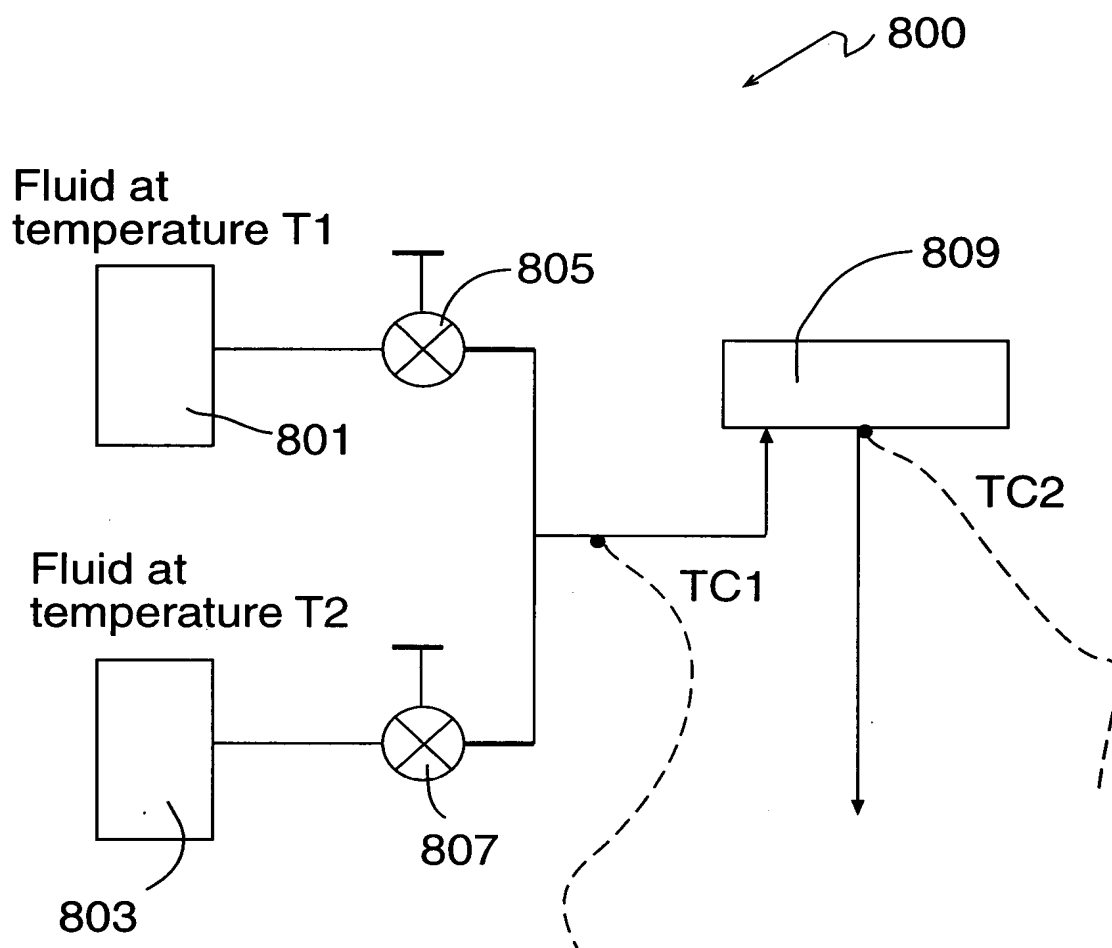 800
Fluid at
temperature T1
805
809
801
TC2
Fluid at
temperature T2
TC1
807
803